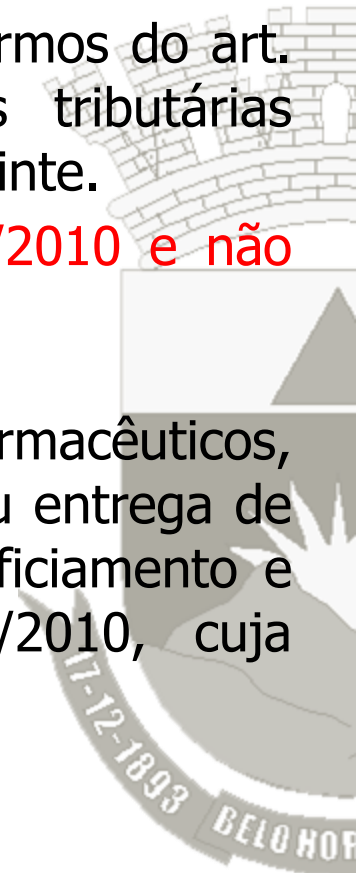 rmos do art.
s tributárias
inte.
/2010 e não
rmacêuticos,
u entrega de
ficiamento e
/2010, cuja
17-12-1893
BELO HOR